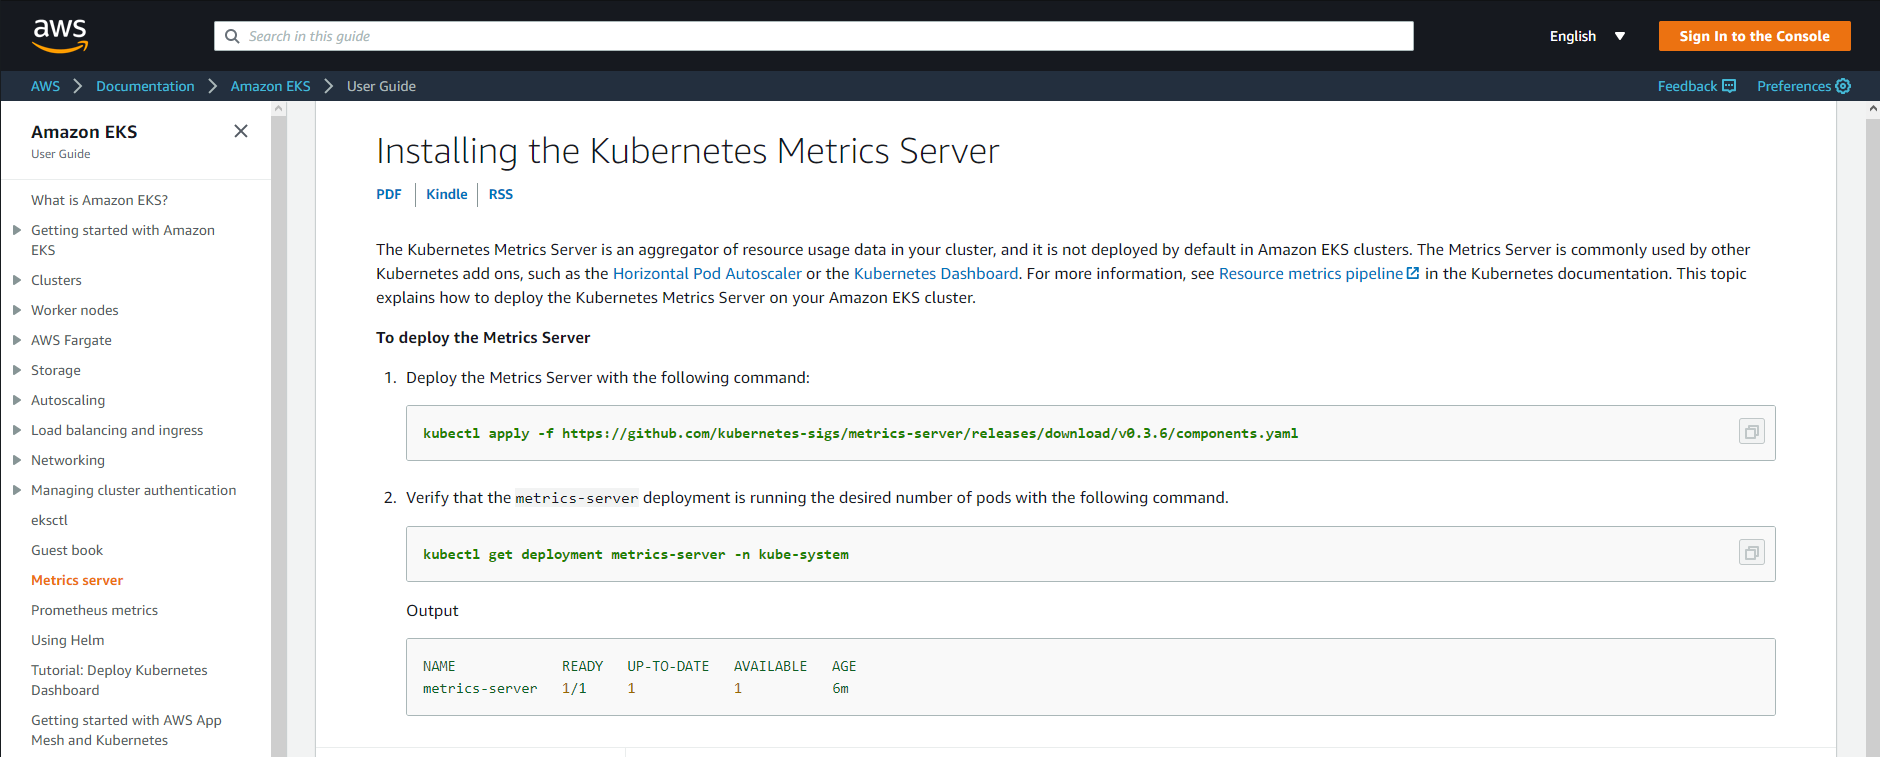 aws
Search in this guide
English
Sign In to the Console
AWS
Documentation
Amazon EKS
User Guide
Feedback
Preferences
Amazon EKS
User Guide
What is Amazon EKS?
Getting started with Amazon
EKS
Clusters
Worker nodes
AWS Fargate
Storage
Autoscaling
Load balancing and ingress
Networking
Managing cluster authentication
eksctl
Guest book
Metrics server
Prometheus metrics
Using Helm
Tutorial: Deploy Kubernetes
Dashboard
Getting started with AWS App
Mesh and Kubernetes
Installing the Kubernetes Metrics Server
PDF
Kindle
RSS
The Kubernetes Metrics Server is an aggregator of resource usage data in your cluster, and it is not deployed by default in Amazon EKS clusters. The Metrics Server is commonly used by other
Kubernetes add ons, such as the Horizontal Pod Autoscaler or the Kubernetes Dashboard. For more information, see Resource metrics pipeline in the Kubernetes documentation. This topic
explains how to deploy the Kubernetes Metrics Server on your Amazon EKS cluster.
To deploy the Metrics Server
1. Deploy the Metrics Server with the following command:
kubectl apply -f https://github.com/kubernetes-sigs/metrics-server/releases/download/v0.3.6/components.yaml
2. Verify that the metrics-server deployment is running the desired number of pods with the following command.
kubectl get deployment metrics-server -n kube-system
Output
NAME READY UP-TO-DATE AVAILABLE AGE
metrics-server 1/1 1 1 6m